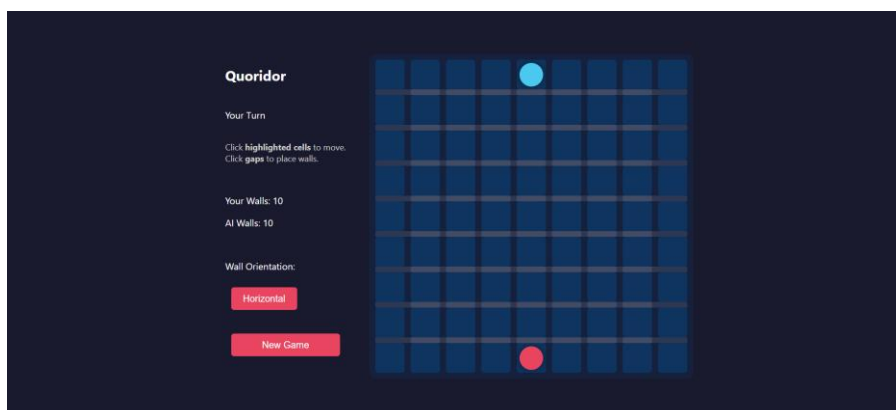 Quoridor
Your Turn
Click highlighted cells to move.
Click gaps to place walls.
Your Walls: 10
AI Walls: 10
Wall Orientation:
Horizontal
New Game